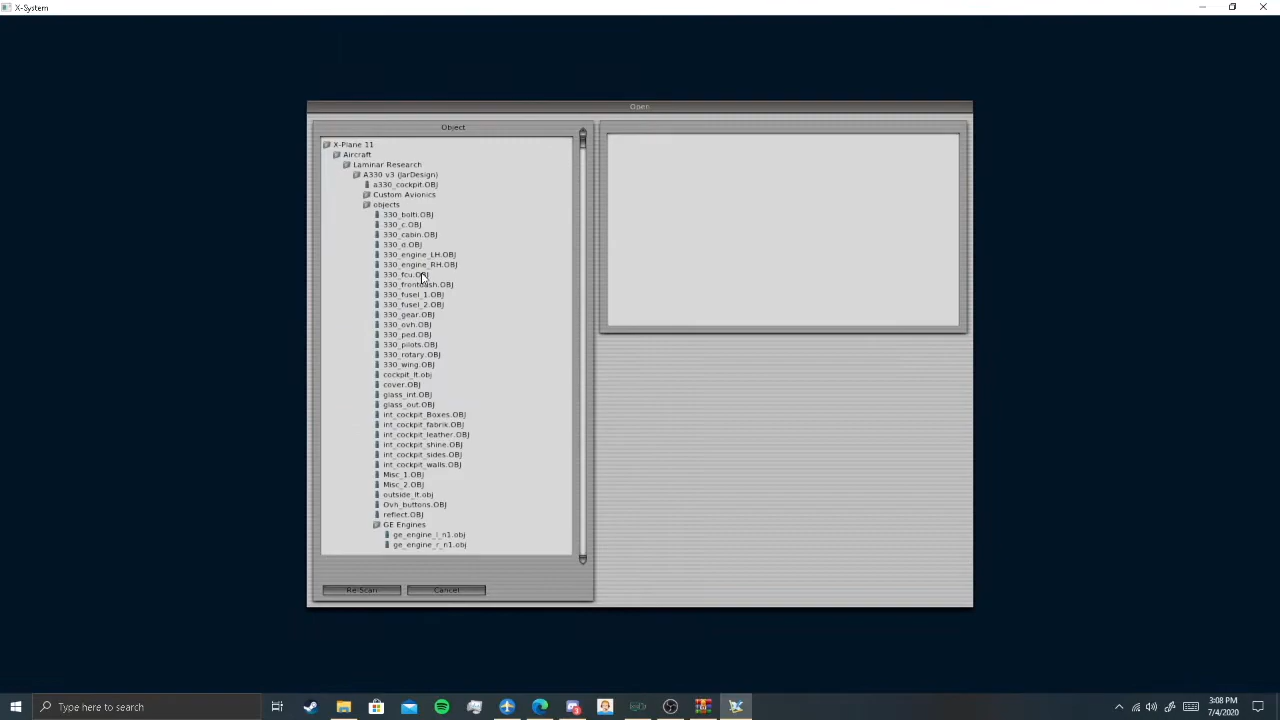 X-System
Open
Object
X-Plane 11
Aircraft
Laminar Research
A330 v3 (JarDesign)
a330_cockpit.OBJ
Custom Avionics
objects
330_bolti.OBJ
330_c.OBJ
330_cabin.OBJ
330_d.OBJ
330_engine_LH.OBJ
330_engine_RH.OBJ
330_fcu.OBJ
330_frontdash.OBJ
330_fusel_1.OBJ
330_fusel_2.OBJ
330_gear.OBJ
330_ovh.OBJ
330_ped.OBJ
330_pilots.OBJ
330_rotary.OBJ
330_wing.OBJ
cockpit_lt.obj
cover.OBJ
glass_int.OBJ
glass_out.OBJ
int_cockpit_Boxes.OBJ
int_cockpit_fabrik.OBJ
int_cockpit_leather.OBJ
int_cockpit_shine.OBJ
int_cockpit_sides.OBJ
int_cockpit_walls.OBJ
Misc_1.OBJ
Misc_2.OBJ
outside_lt.obj
Ovh_buttons.OBJ
reflect.OBJ
GE Engines
ge_engine_l_n1.obj
ge_engine_r_n1.obj
Re-Scan Cancel
Type here to search
3:08 PM
7/4/2020